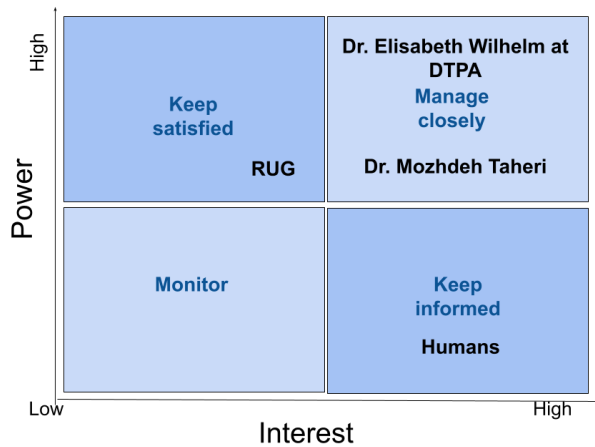 High
Dr. Elisabeth Wilhelm at
DTPA
Manage
closely
Dr. Mozhdeh Taheri
Keep
satisfied
RUG
Power
Monitor
Keep
informed
Humans
Low
High
Interest